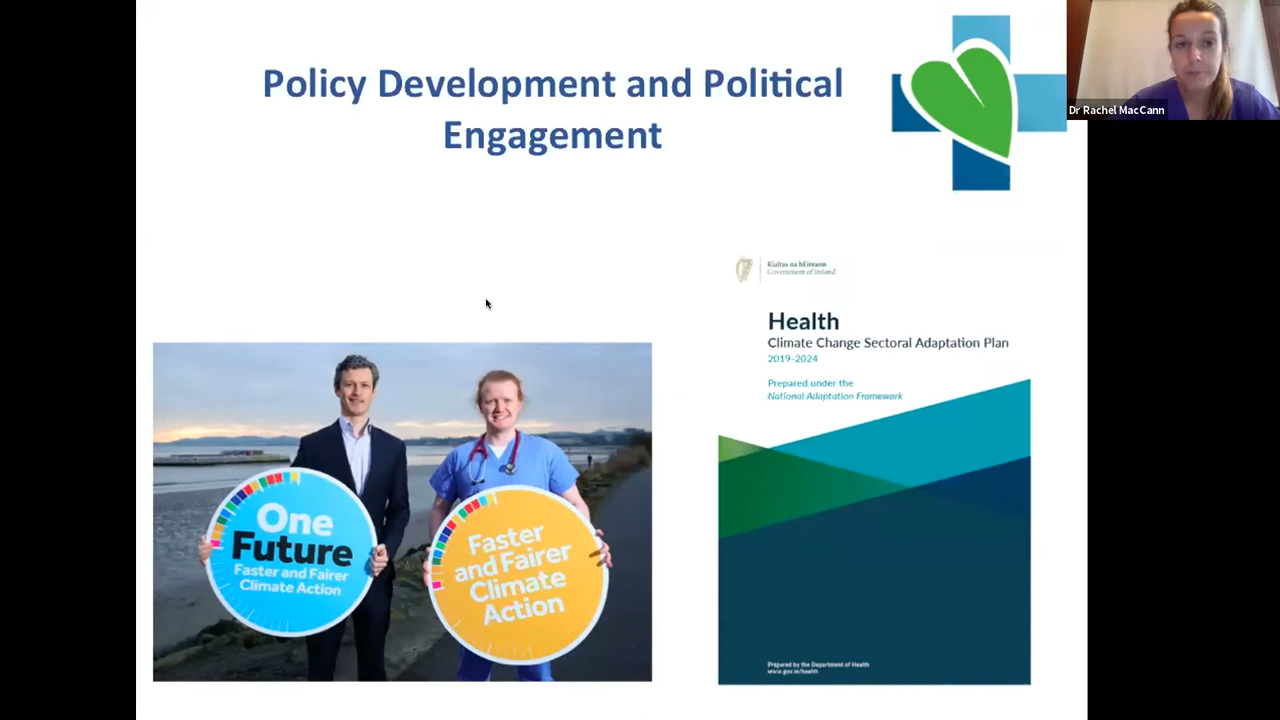 Policy Development and Political
Engagement
Dr Rachel MacCann
Rialtas na hÉireann
Government of Ireland
Health
Climate Change Sectoral Adaptation Plan
2019-2024
Prepared under the
National Adaptation Framework
One
Future
Faster and Fairer
Climate Action
Faster
and Fairer
Climate
Action
Prepared by the Department of Health
www.gov.ie/health